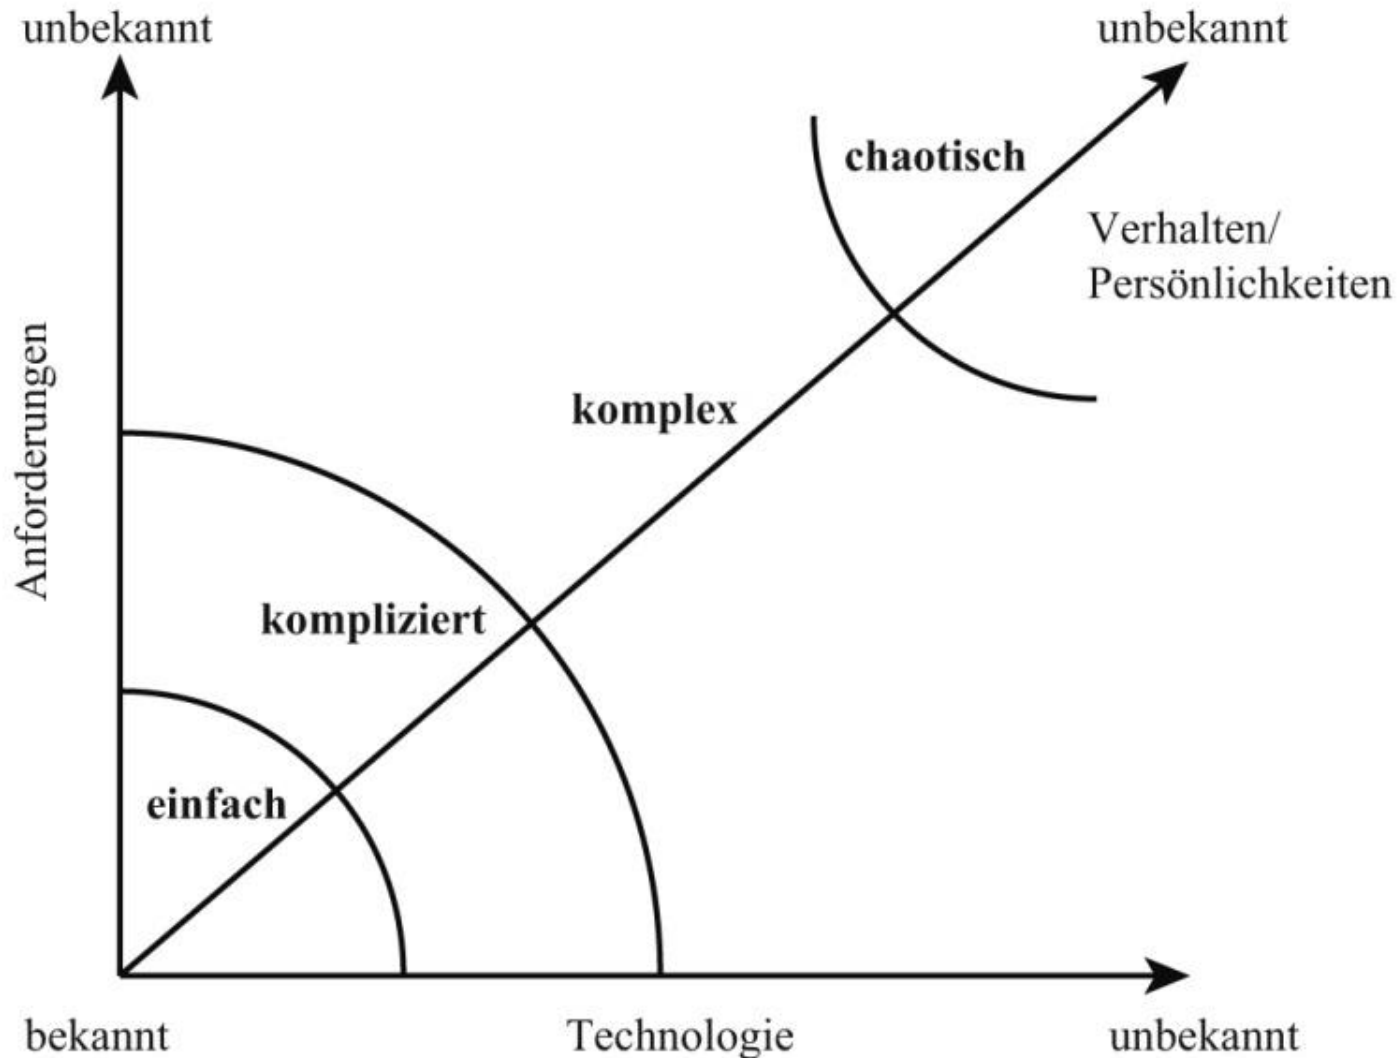 unbekannt
unbekannt
chaotisch
Verhalten/
Persönlichkeiten
Anforderungen
komplex
kompliziert
einfach
bekannt
Technologie
unbekannt